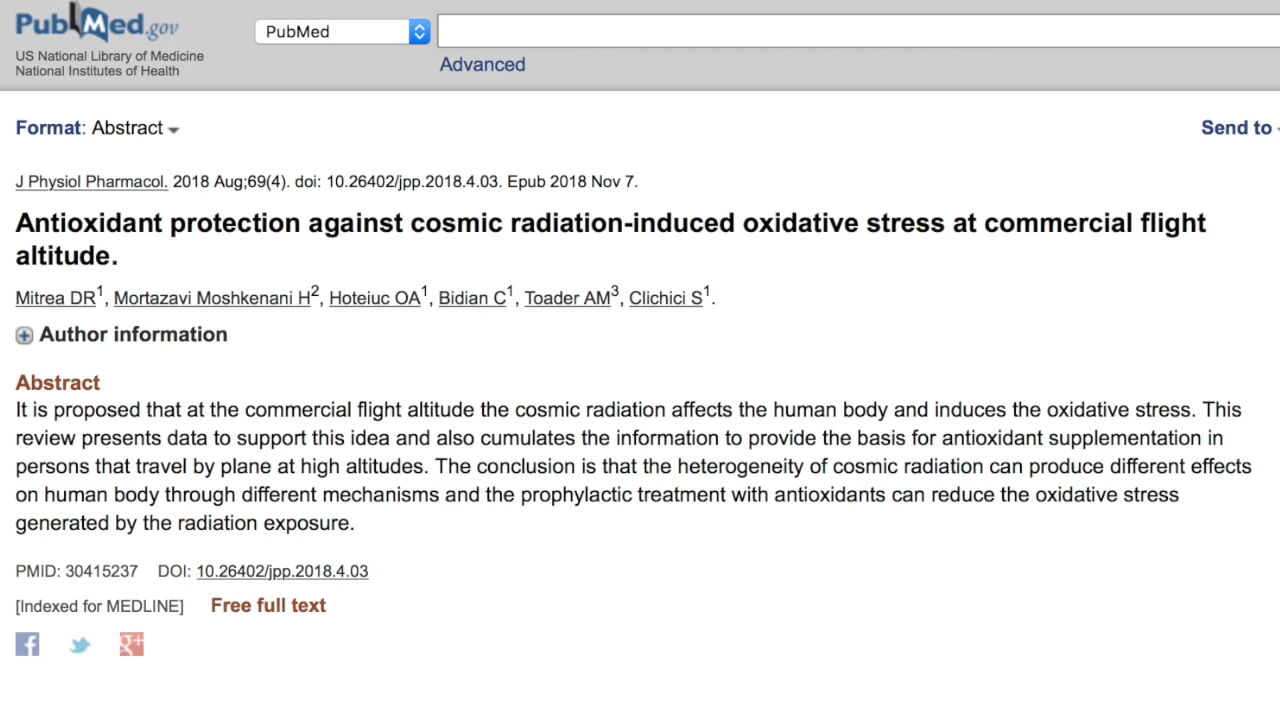 PubMed.gov
US National Library of Medicine
National Institutes of Health
PubMed
Advanced
Format: Abstract
Send to
J Physiol Pharmacol. 2018 Aug;69(4). doi: 10.26402/jpp.2018.4.03. Epub 2018 Nov 7.
Antioxidant protection against cosmic radiation-induced oxidative stress at commercial flight
altitude.
Mitrea DR1, Mortazavi Moshkenani H2, Hoteiuc OA1, Bidian C1, Toader AM3, Clichici S1.
Author information
Abstract
It is proposed that at the commercial flight altitude the cosmic radiation affects the human body and induces the oxidative stress. This
review presents data to support this idea and also cumulates the information to provide the basis for antioxidant supplementation in
persons that travel by plane at high altitudes. The conclusion is that the heterogeneity of cosmic radiation can produce different effects
on human body through different mechanisms and the prophylactic treatment with antioxidants can reduce the oxidative stress
generated by the radiation exposure.
PMID: 30415237 DOI: 10.26402/jpp.2018.4.03
[Indexed for MEDLINE] Free full text
f g+